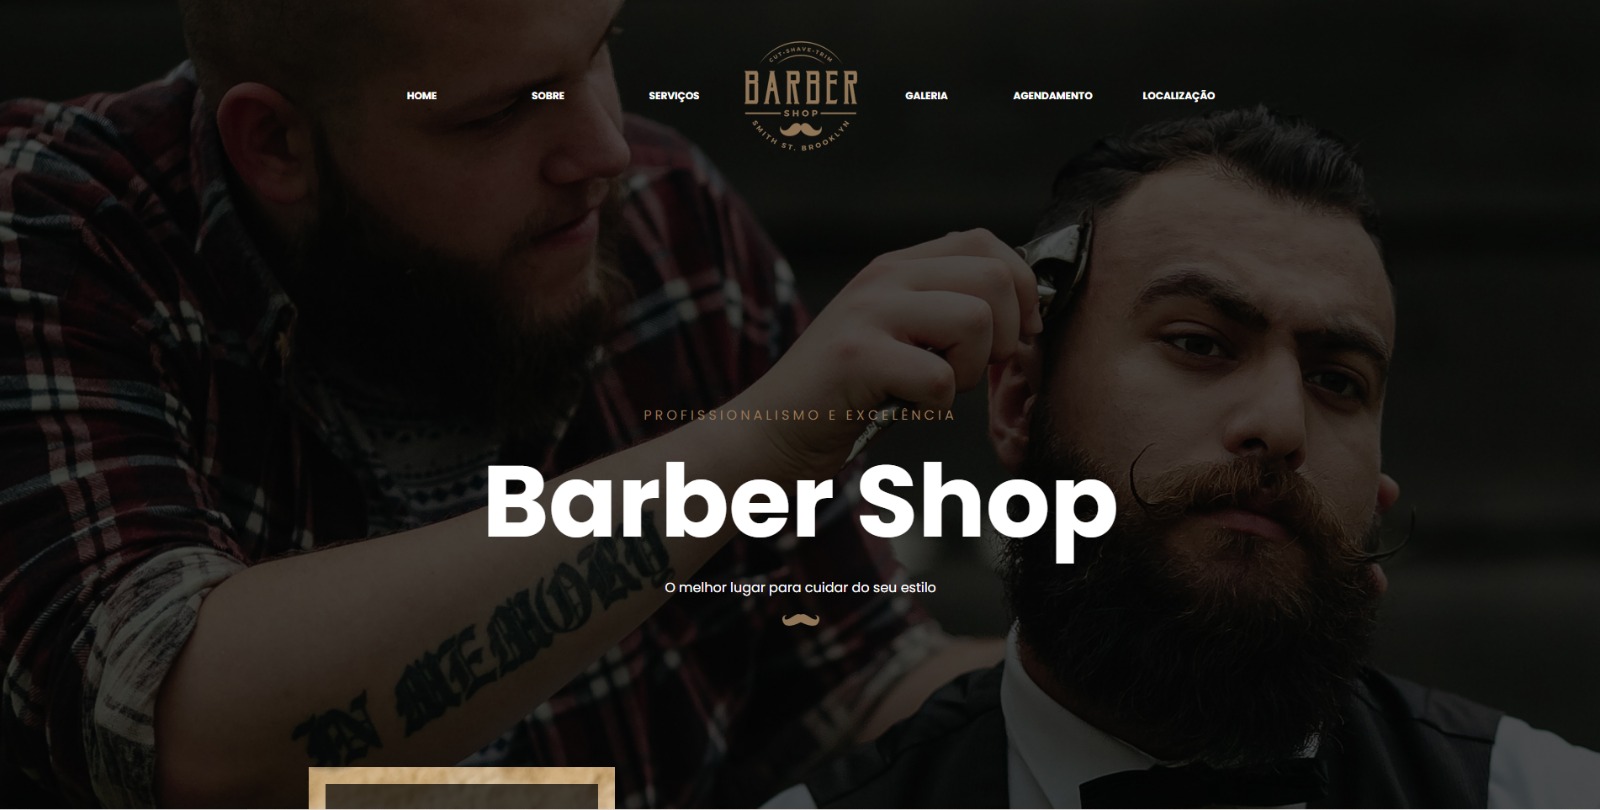 CUT•SHAVE•TRIM
HOME SOBRE SERVIÇOS BARBER GALERIA AGENDAMENTO LOCALIZAÇÃO
SHOP
SMITH ST. BROOKLYN
PROFISSIONALISMO E EXCELÊNCIA
Barber Shop
IN MEMORY
O melhor lugar para cuidar do seu estilo